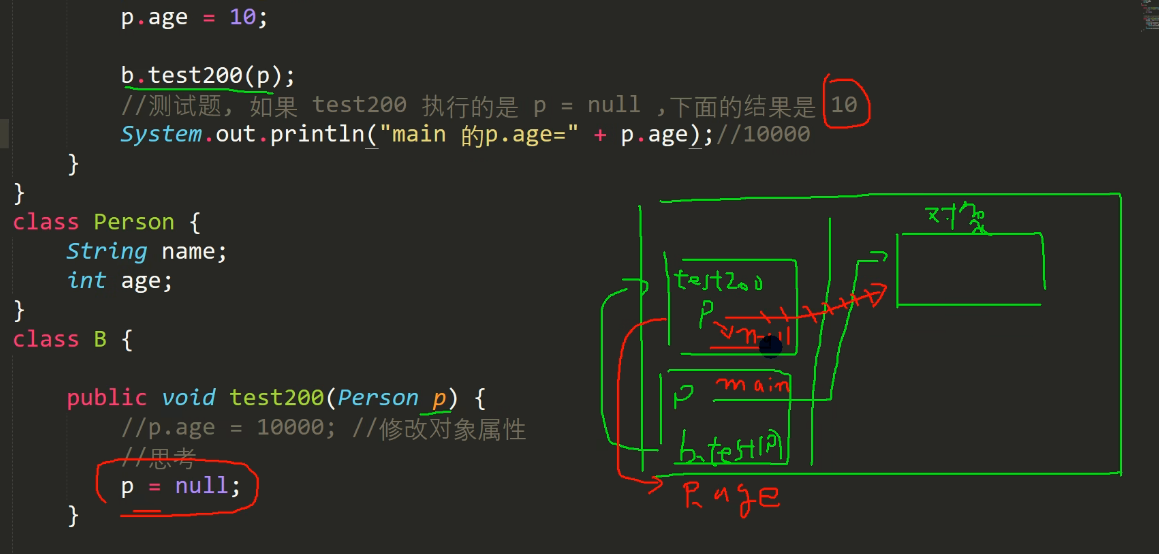 p.age = 10;
b.test200(p);
//测试题, 如果 test200 执行的是 p = null ,下面的结果是 10
System.out.println("main 的p.age=" + p.age);//10000
}
}
class Person {
String name;
int age;
}
class B {
public void test200(Person p) {
//p.age = 10000; //修改对象属性
//思考
p = null;
}
对象
test200
p
null
p main
b.test(p)
p.age